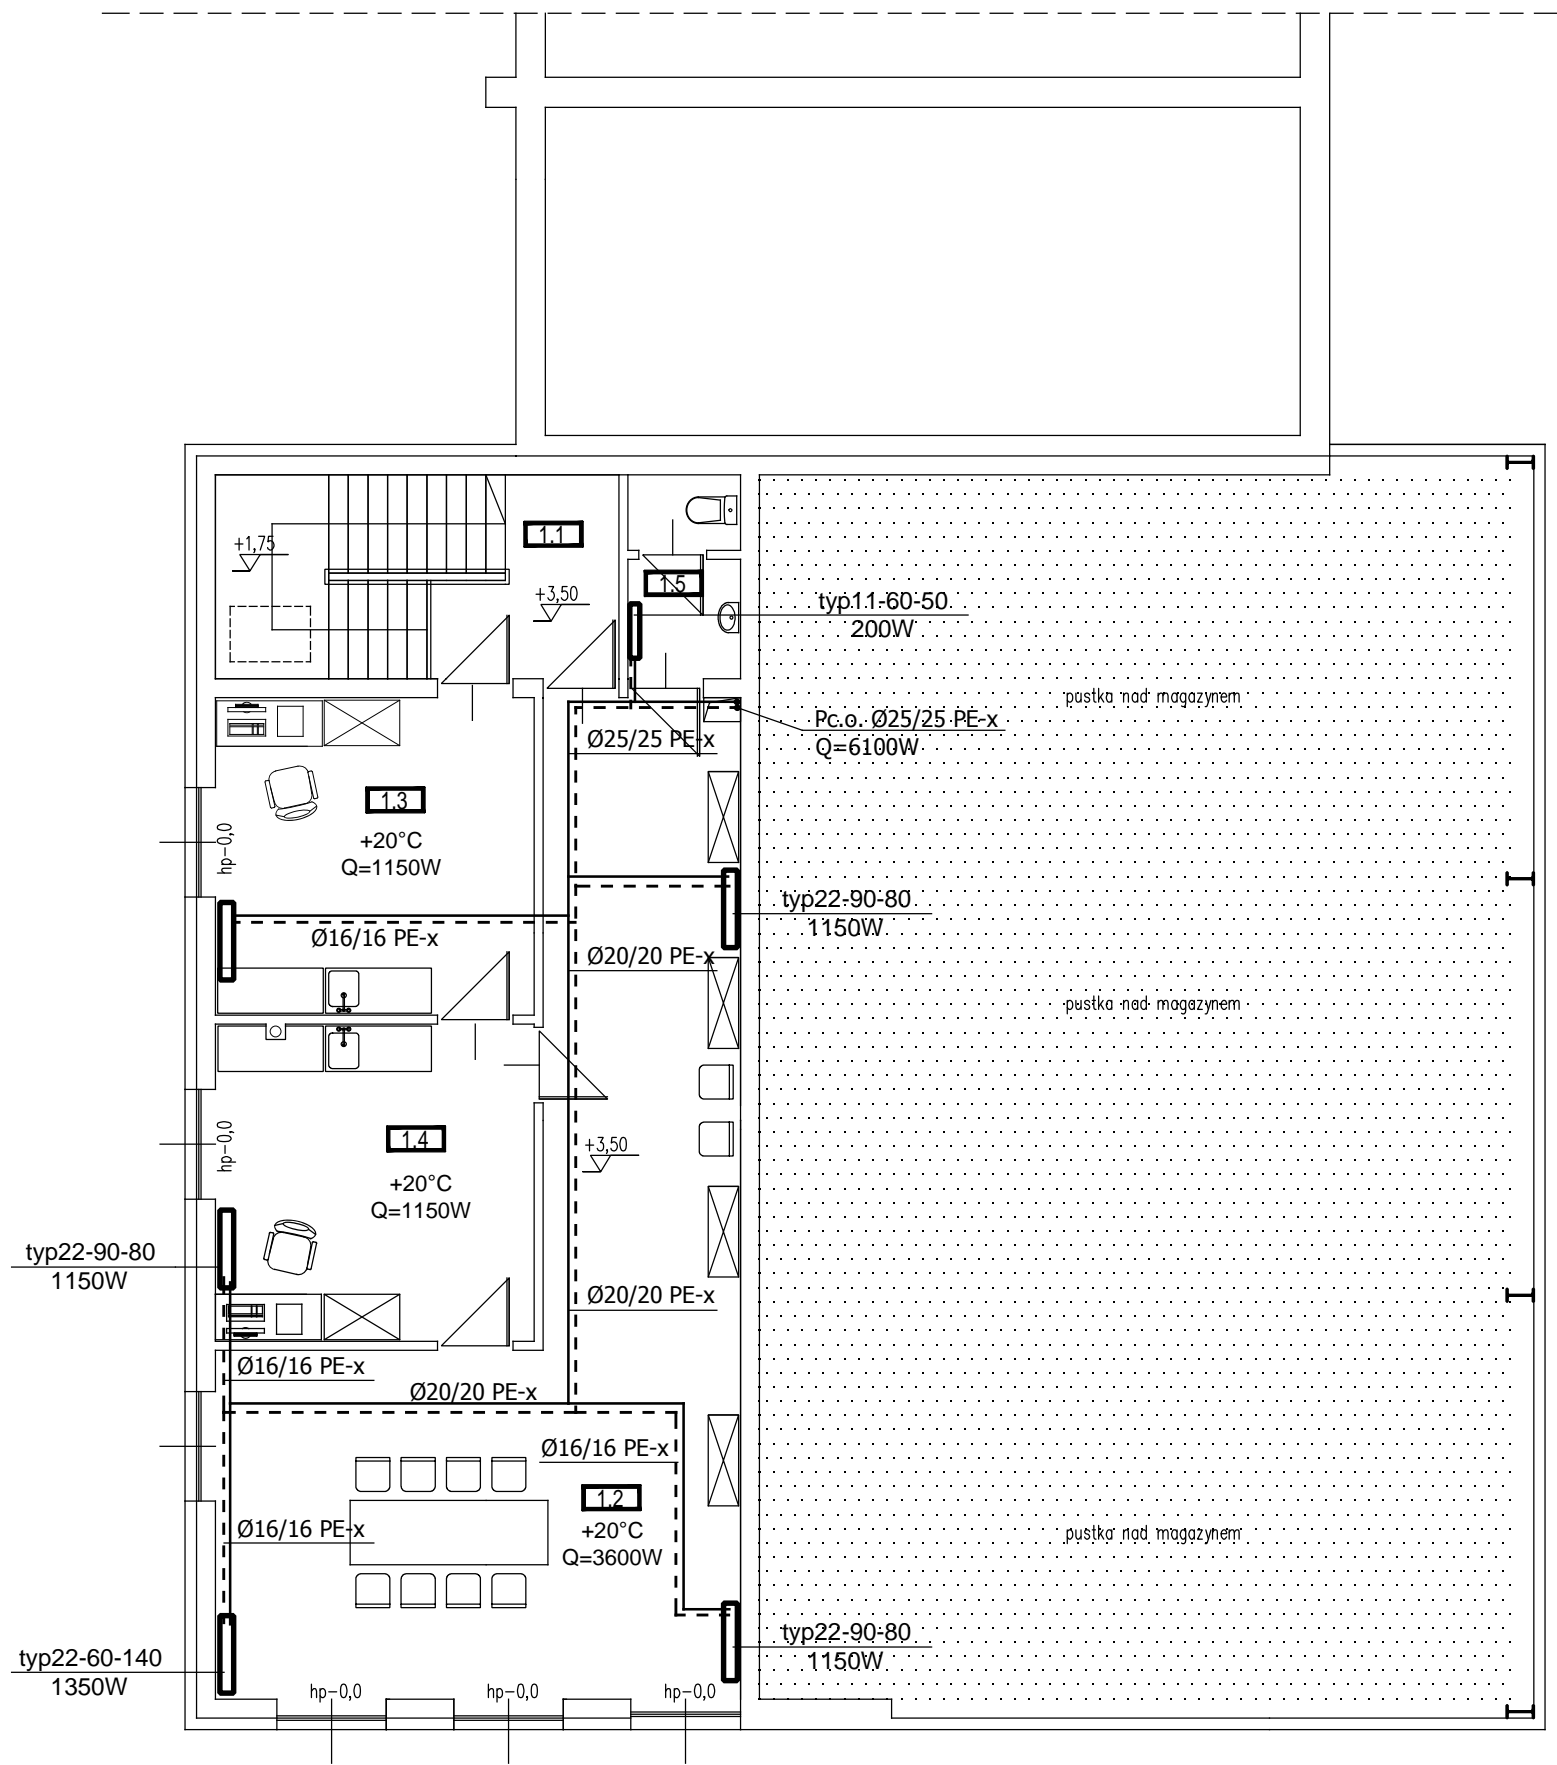 1.1
+1,75
+3,50
1.5
typ11-60-50
200W
pustka nad magazynem
Pc.o. Ø25/25 PE-x
Q=6100W
Ø25/25 PE-x
1.3
+20°C
Q=1150W
hp-0,0
typ22-90-80
1150W
Ø16/16 PE-x
Ø20/20 PE-x
pustka nad magazynem
hp-0,0
1.4
+3,50
+20°C
Q=1150W
typ22-90-80
1150W
Ø20/20 PE-x
Ø16/16 PE-x
Ø20/20 PE-x
Ø16/16 PE-x
1.2
Ø16/16 PE-x
+20°C
Q=3600W
pustka nad magazynem
typ22-60-140
1350W
typ22-90-80
1150W
hp-0,0
hp-0,0
hp-0,0